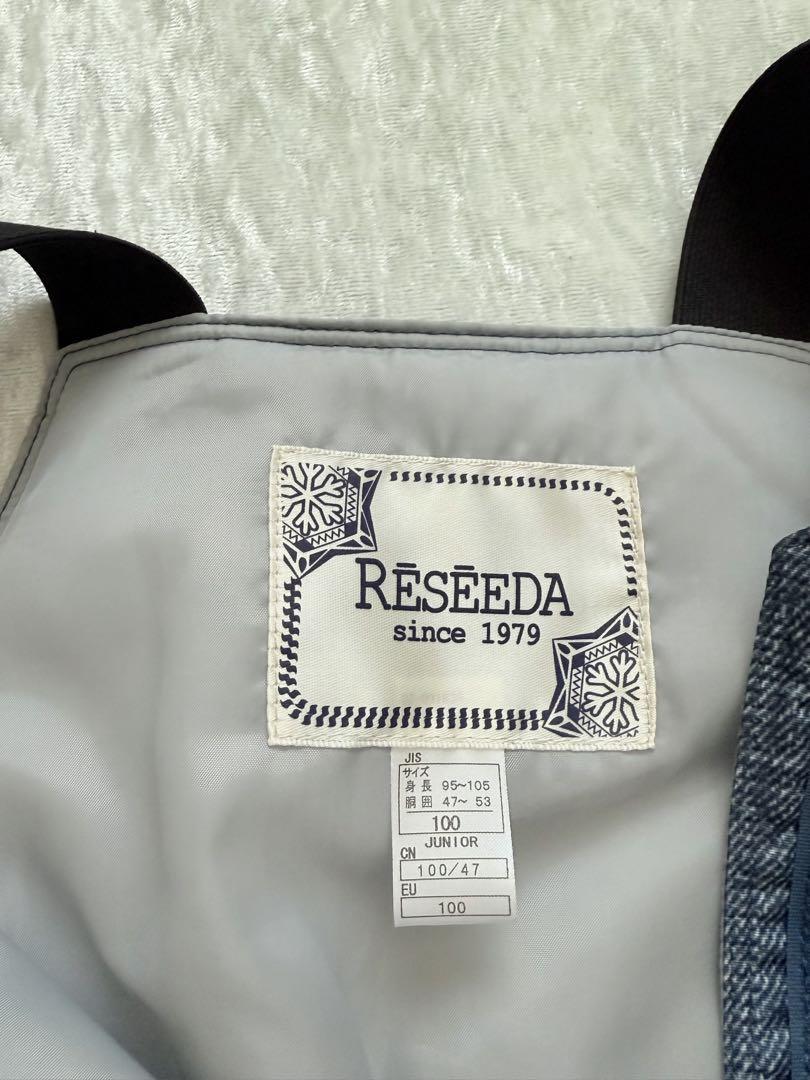 RĒSĒEDA
since 1979
JIS
サイズ
身長 95~105
胴囲 47~ 53
100
JUNIOR
CN
100/47
EU
100